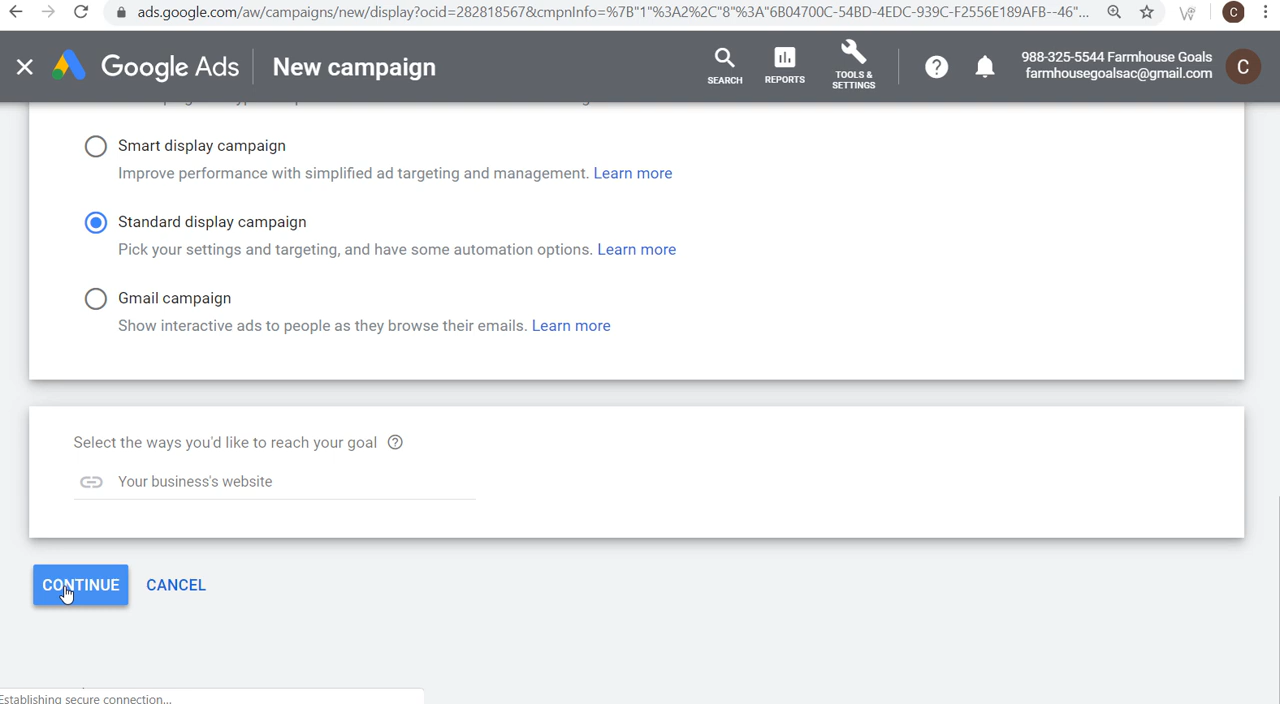 ads.google.com/aw/campaigns/new/display?ocid=282818567&cmpnInfo=%7B"1"%3A2%2C"8"%3A"6B04700C-54BD-4EDC-939C-F2556E189AFB--46"...
C
Google Ads
New campaign
SEARCH
REPORTS
TOOLS &
SETTINGS
?
988-325-5544 Farmhouse Goals
farmhousegoalsac@gmail.com
C
Smart display campaign
Improve performance with simplified ad targeting and management. Learn more
Standard display campaign
Pick your settings and targeting, and have some automation options. Learn more
Gmail campaign
Show interactive ads to people as they browse their emails. Learn more
Select the ways you'd like to reach your goal ?
Your business's website
CONTINUE
CANCEL
Establishing secure connection...